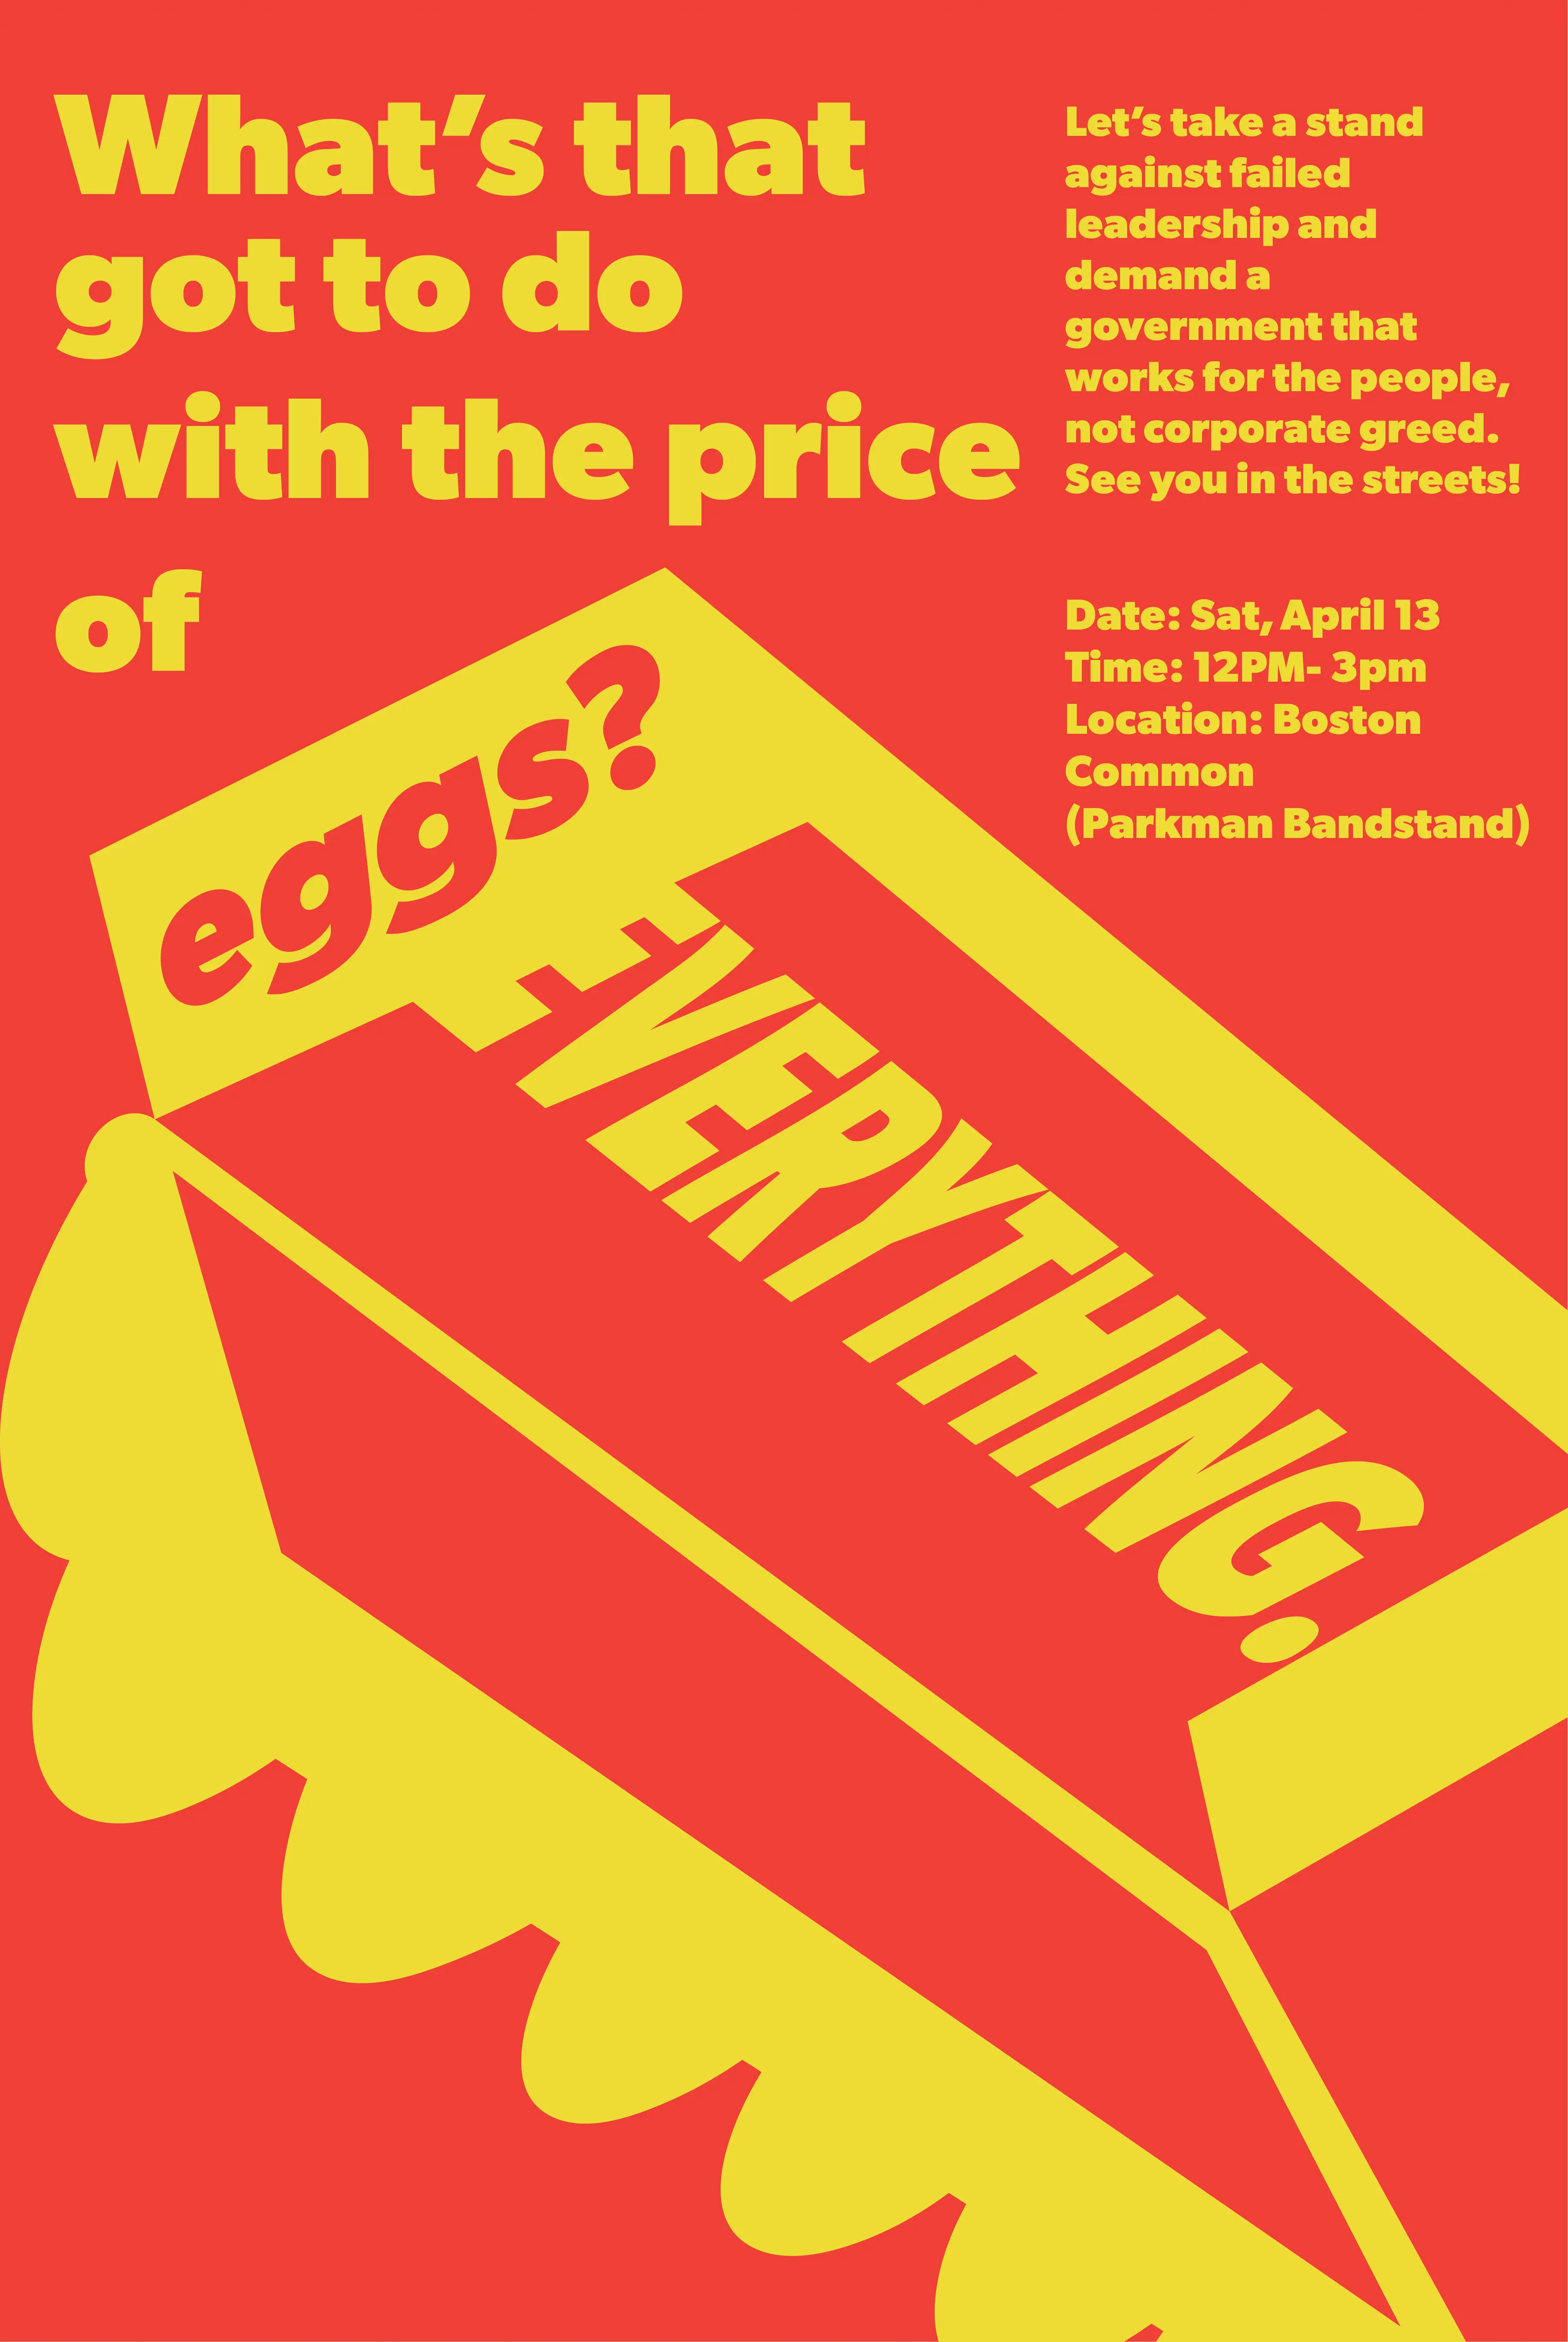 What's that
got to do
with the price
of
eggs?
EVERYTHING.
Let's take a stand
against failed
leadership and
demand a
government that
works for the people,
not corporate greed.
See you in the streets!
Date: Sat, April 13
Time: 12PM- 3pm
Location: Boston
Common
(Parkman Bandstand)